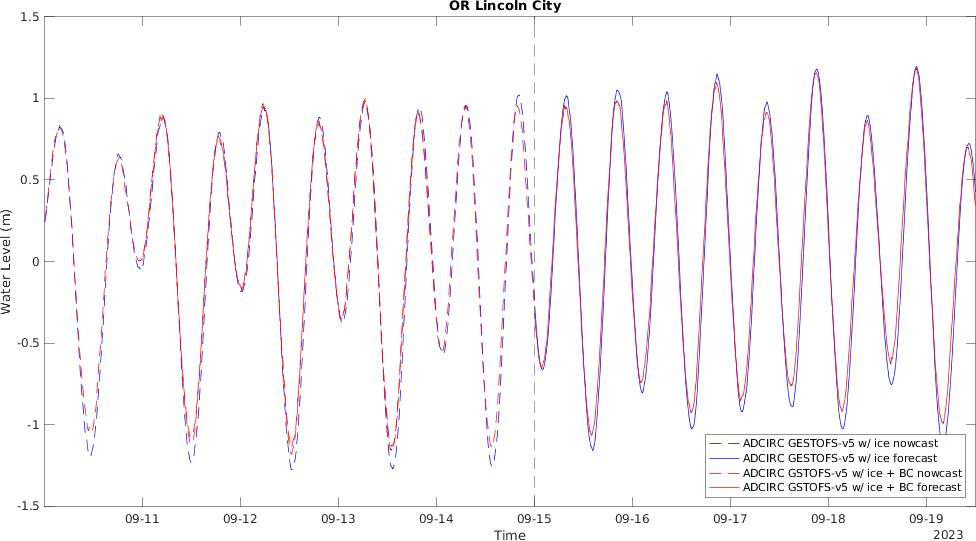 OR Lincoln City
1.5
1
0.5
0
-0.5
-1
-1.5
Water Level (m)
ADCIRC GESTOFS-v5 w/ ice nowcast
ADCIRC GESTOFS-v5 w/ ice forecast
ADCIRC GSTOFS-v5 w/ ice + BC nowcast
ADCIRC GSTOFS-v5 w/ ice + BC forecast
09-11 09-12 09-13 09-14 09-15 09-16 09-17 09-18 09-19
Time
2023